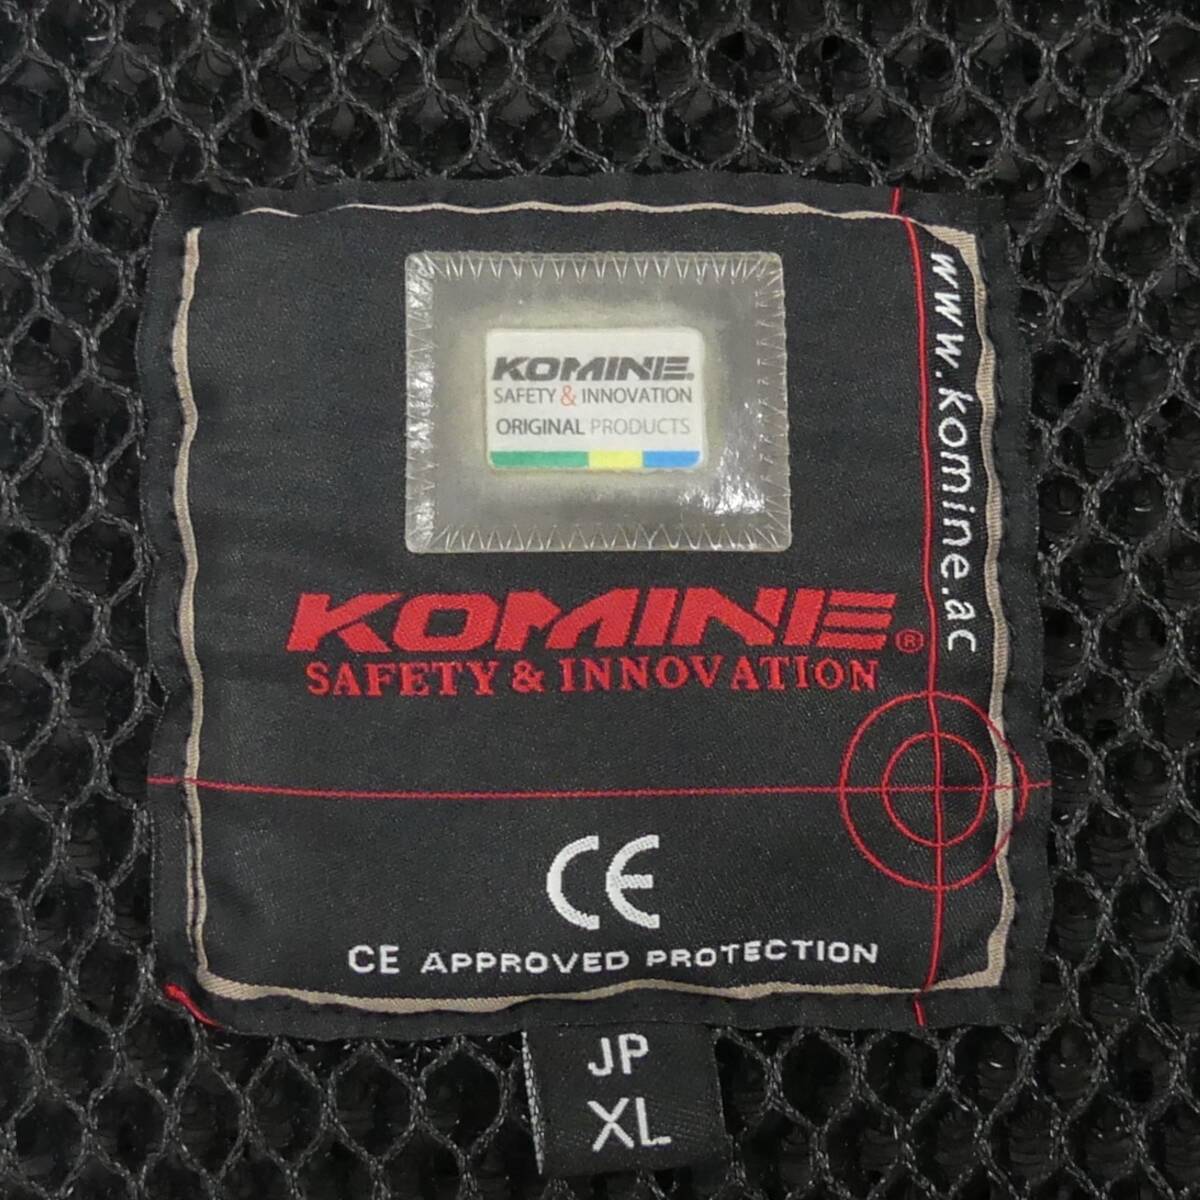 KOMINE
SAFETY & INNOVATION
ORIGINAL PRODUCTS
www.komine.ac
KOMINE®
SAFETY & INNOVATION
CE
CE APPROVED PROTECTION
JP
XL